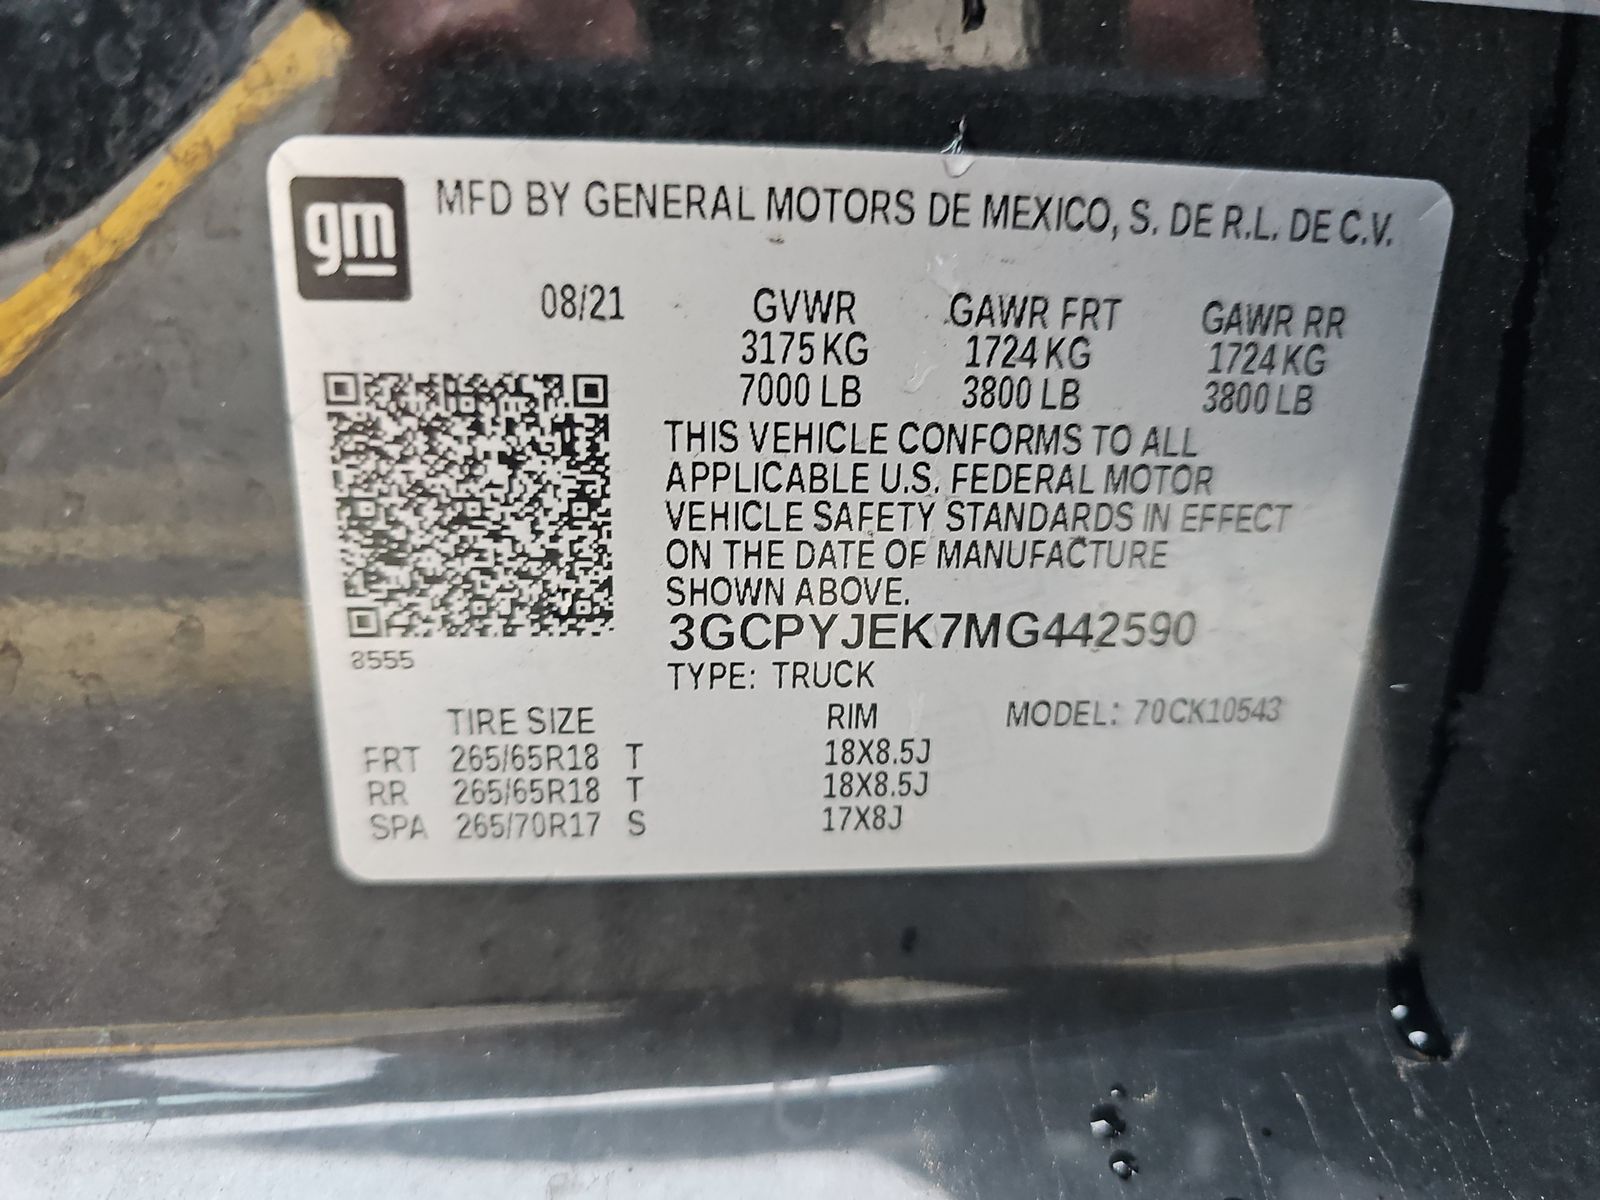 gm
MFD BY GENERAL MOTORS DE MEXICO, S. DE R.L. DE C.V.
08/21 GVWR GAWR FRT GAWR RR
3175 KG 1724 KG 1724 KG
7000 LB 3800 LB 3800 LB
THIS VEHICLE CONFORMS TO ALL
APPLICABLE U.S. FEDERAL MOTOR
VEHICLE SAFETY STANDARDS IN EFFECT
ON THE DATE OF MANUFACTURE
SHOWN ABOVE.
3GCPYJEK7MG442590
8555
TYPE: TRUCK
TIRE SIZE RIM MODEL: 70CK10543
FRT 265/65R18 T 18X8.5J
RR 265/65R18 T 18X8.5J
SPA 265/70R17 S 17X8J